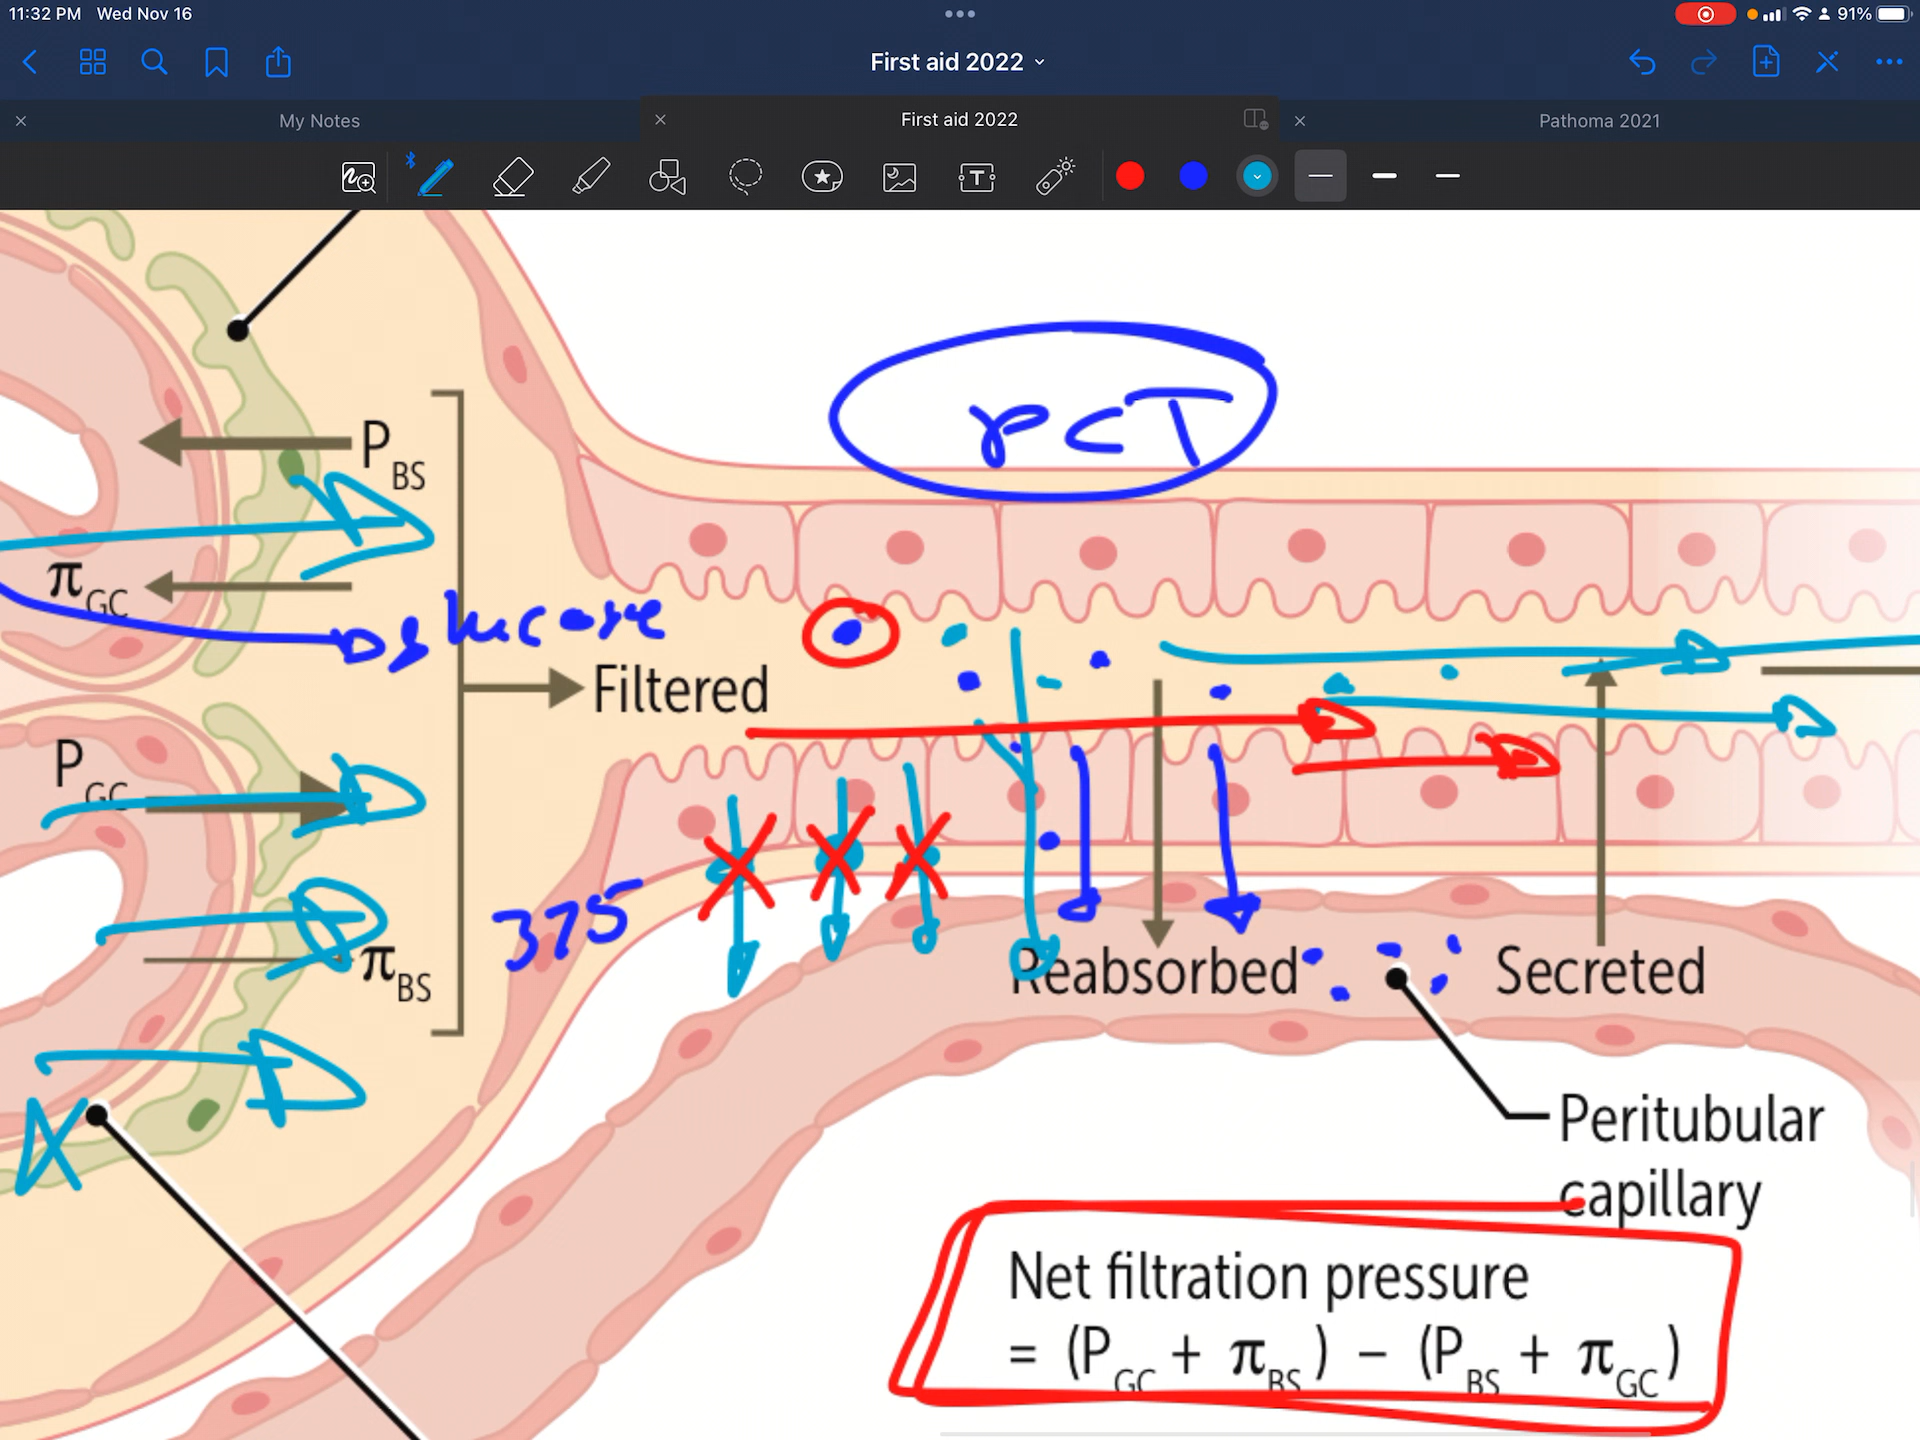 11:32 PM Wed Nov 16
91%
First aid 2022
My Notes
First aid 2022
Pathoma 2021
PCT
P BS
π GC
glucose
Filtered
P GC
375
π BS
Reabsorbed
Secreted
Peritubular
capillary
Net filtration pressure
= (P GC + π BS) − (P BS + π GC)